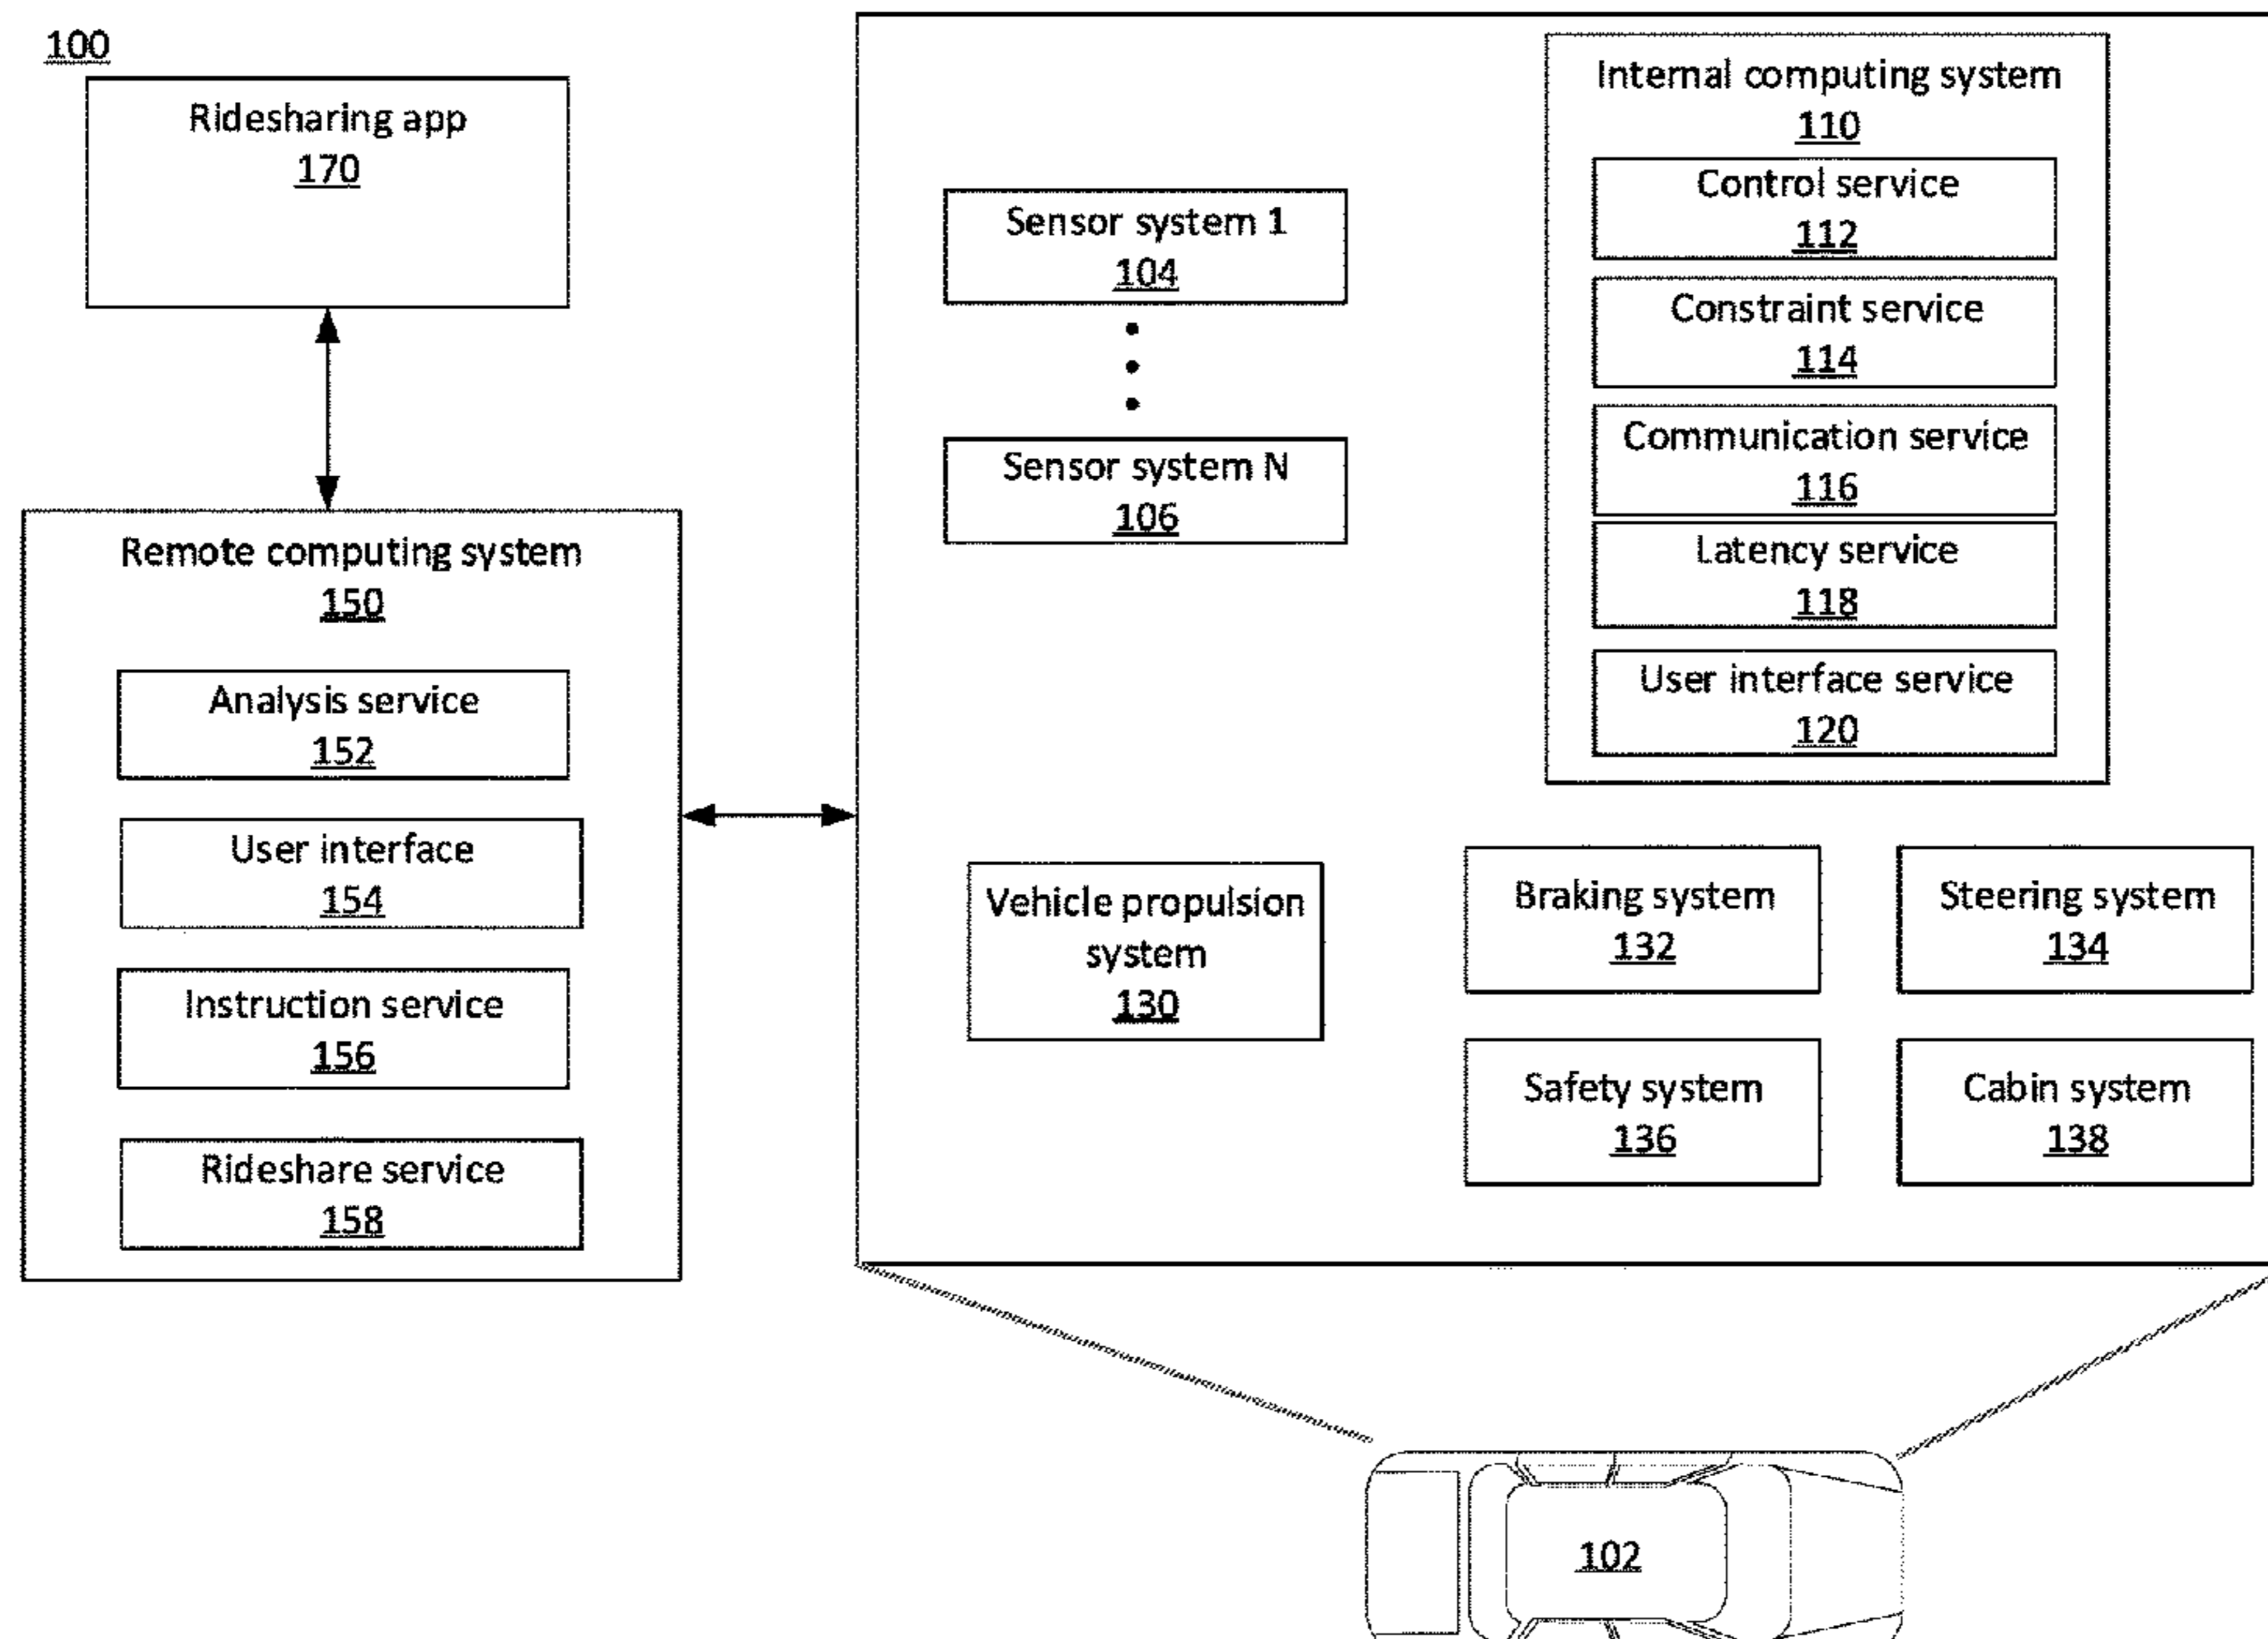 100
Ridesharing app
170
Remote computing system
150
Analysis service
152
User interface
154
Instruction service
156
Rideshare service
158
Sensor system 1
104
Sensor system N
106
Internal computing system
110
Control service
112
Constraint service
114
Communication service
116
Latency service
118
User interface service
120
Vehicle propulsion
system
130
Braking system
132
Steering system
134
Safety system
136
Cabin system
138
102